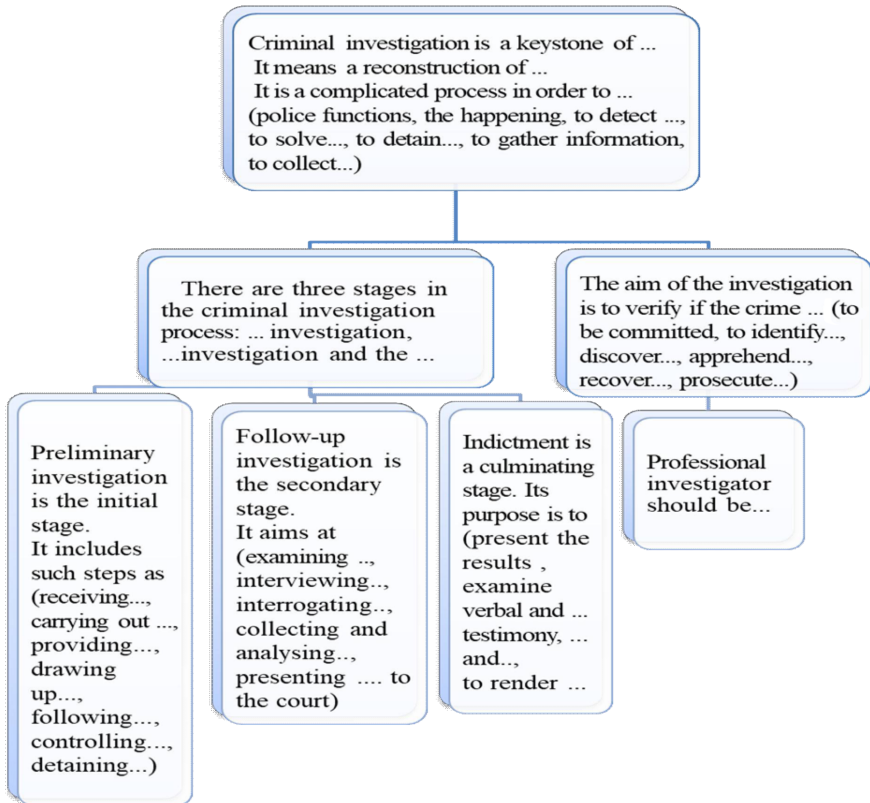 Criminal investigation is a keystone of ...
It means a reconstruction of ...
It is a complicated process in order to ...
(police functions, the happening, to detect ...,
to solve..., to detain..., to gather information,
to collect...)
There are three stages in
the criminal investigation
process: ... investigation,
...investigation and the ...
The aim of the investigation
is to verify if the crime ... (to
be committed, to identify...,
discover..., apprehend...,
recover..., prosecute...)
Preliminary
investigation
is the initial
stage.
It includes
such steps as
(receiving...,
carrying out ...,
providing...,
drawing
up...,
following...,
controlling...,
detaining...)
Follow-up
investigation is
the secondary
stage.
It aims at
(examining ..,
interviewing..,
interrogating..,
collecting and
analysing..,
presenting .... to
the court)
Indictment is
a culminating
stage. Its
purpose is to
(present the
results ,
examine
verbal and ...
testimony, ...
and..,
to render ...
Professional
investigator
should be...